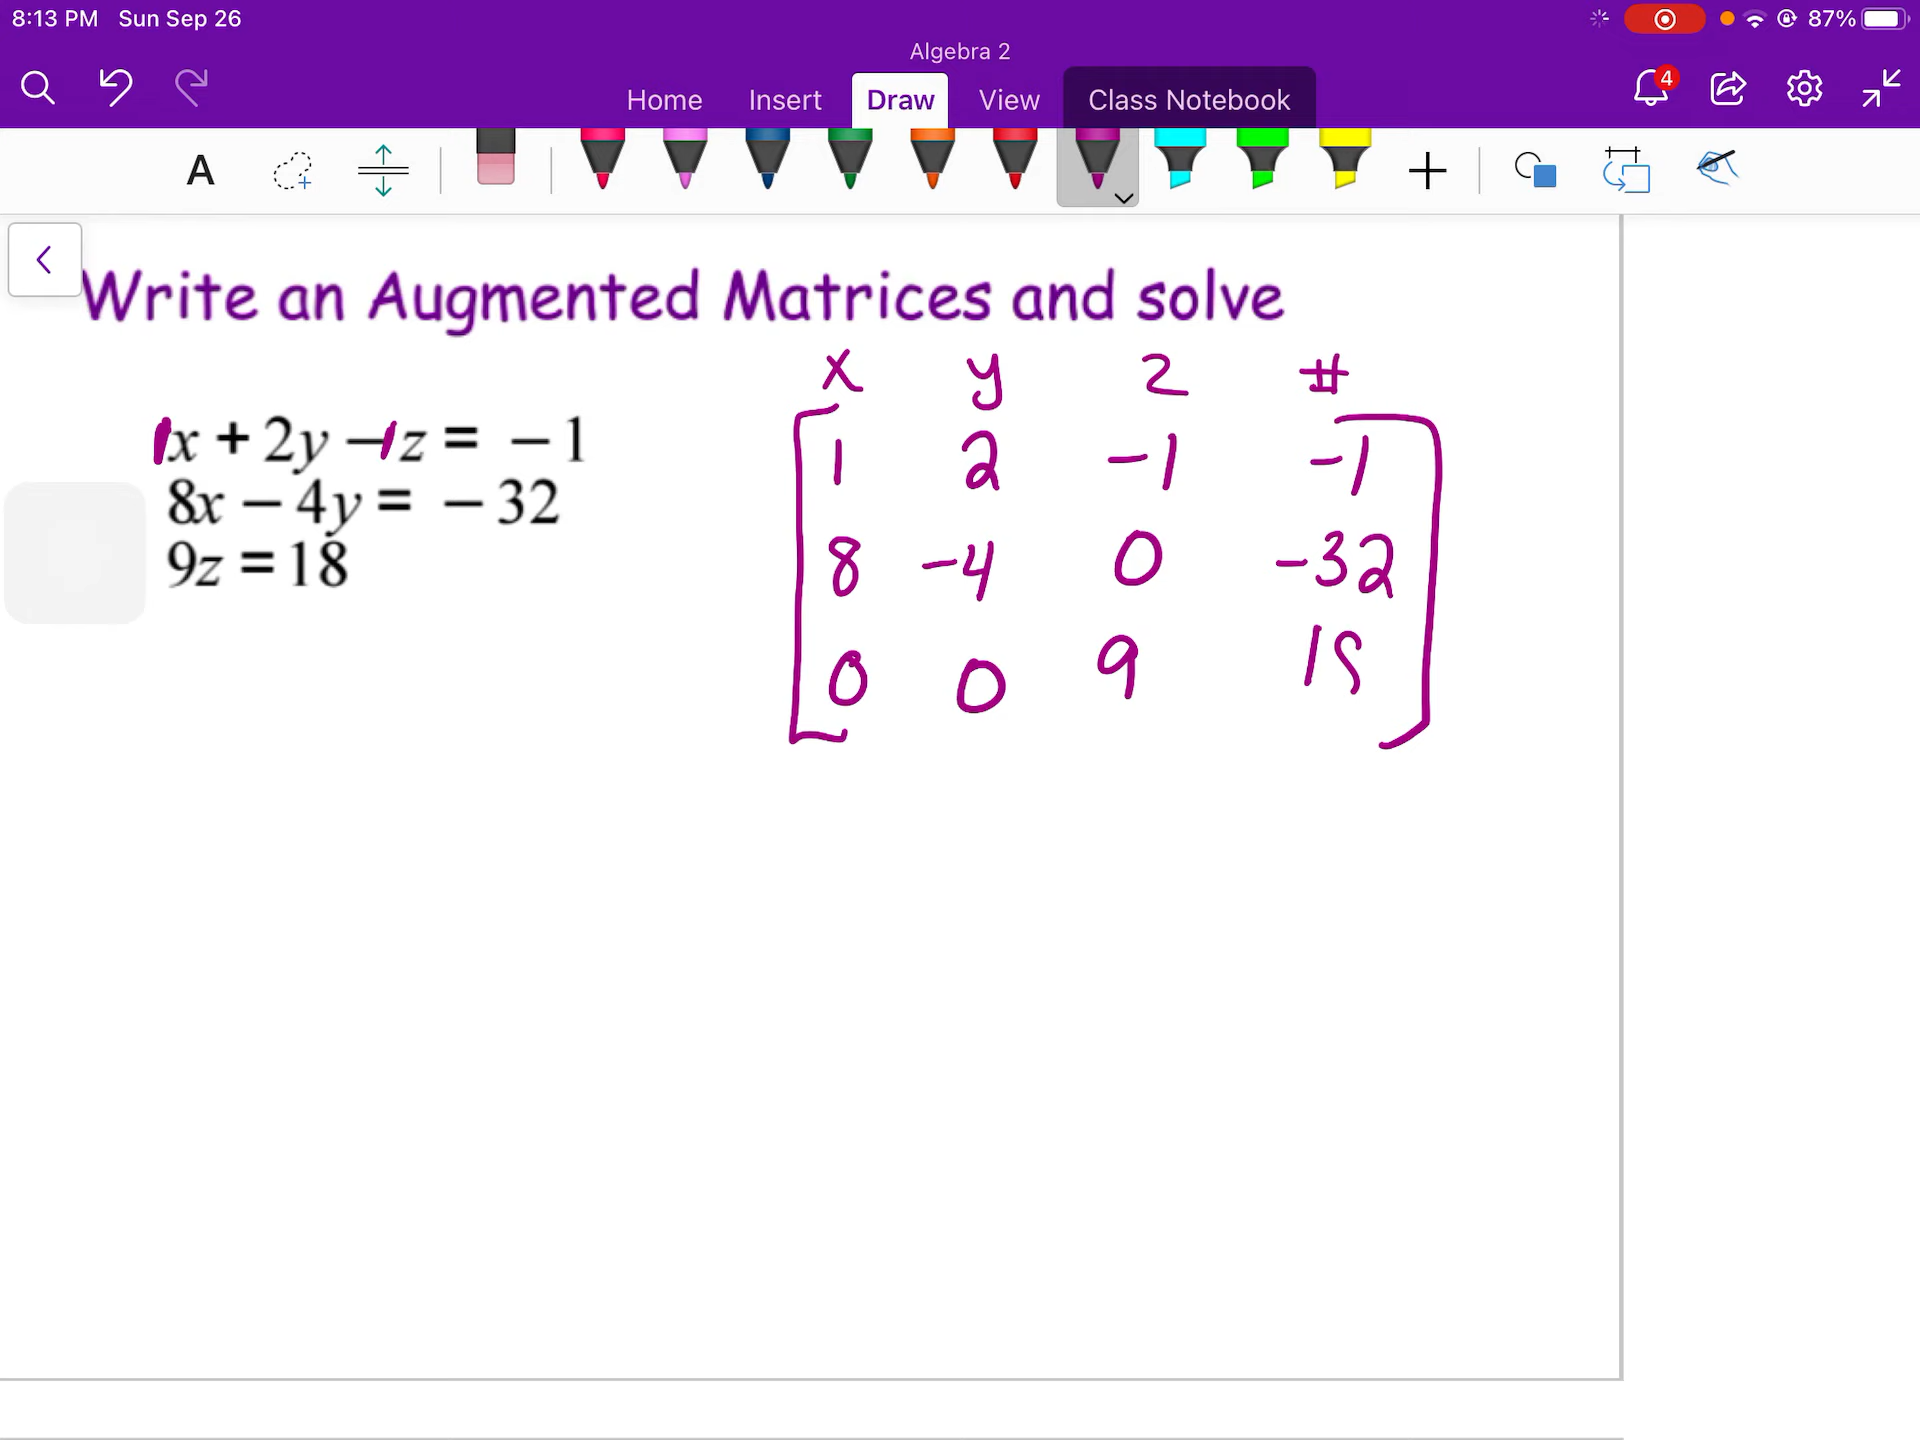 8:13 PM Sun Sep 26 87%
Algebra 2
Home Insert Draw View Class Notebook 4
A
Write an Augmented Matrices and solve
x y z #
1x + 2y − 1z = − 1
8x − 4y = − 32
9z = 18
1 2 -1 -1
8 -4 0 -32
0 0 9 18